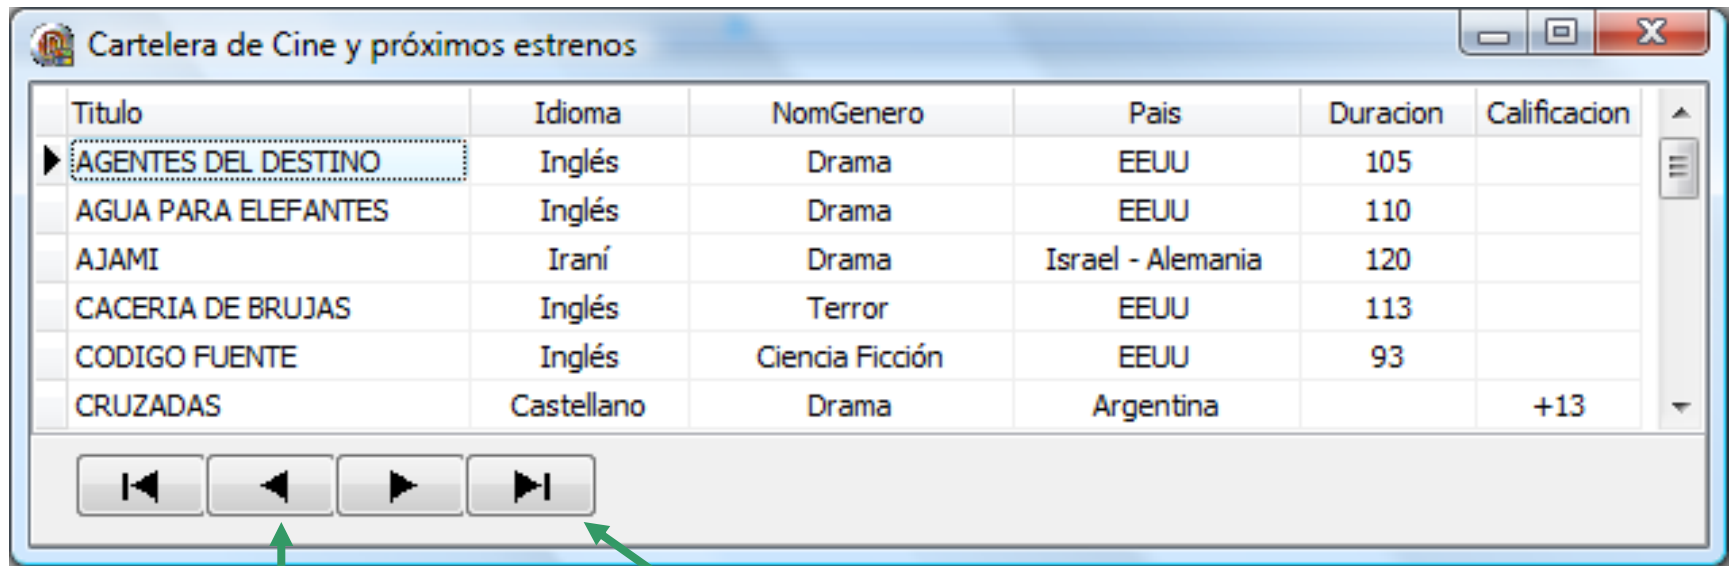 Cartelera de Cine y próximos estrenos
Titulo Idioma NomGenero Pais Duracion Calificacion
AGENTES DEL DESTINO Inglés Drama EEUU 105
AGUA PARA ELEFANTES Inglés Drama EEUU 110
AJAMI Iraní Drama Israel - Alemania 120
CACERIA DE BRUJAS Inglés Terror EEUU 113
CODIGO FUENTE Inglés Ciencia Ficción EEUU 93
CRUZADAS Castellano Drama Argentina +13